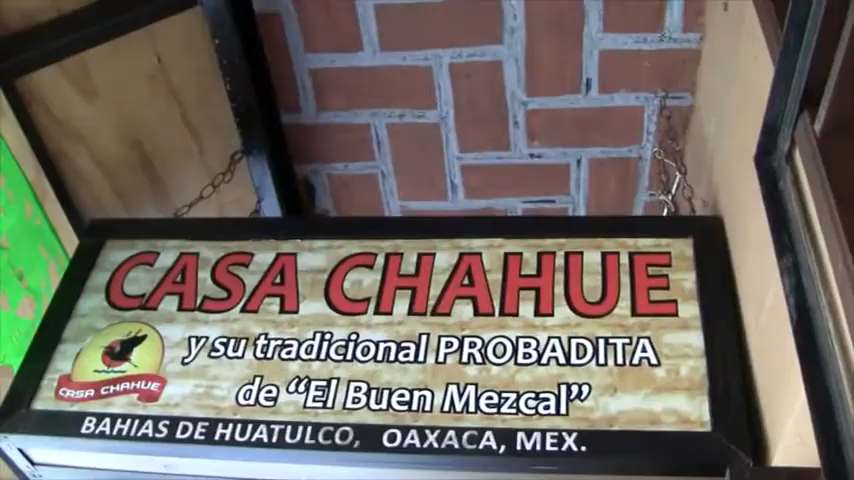 CASA CHAHUE
y su tradicional PROBADITA
de "El Buen Mezcal"
CASA CHAHUE
BAHIAS DE HUATULCO, OAXACA, MEX.